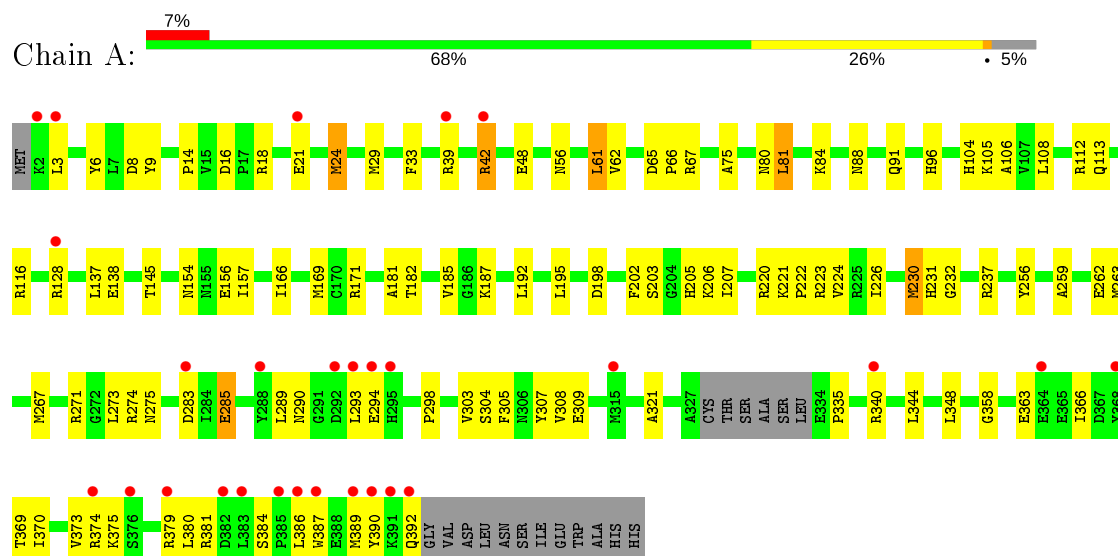 7%
Chain A:
68% 26% • 5%
MET K2 L3 Y6 L7 D8 Y9 P14 V15 D16 P17 R18 E21 M24 M29 F33 R39 R42 E48 N56 L61 V62 D65 P66 R67 A75 N80 L81 K84 N88 Q91 H96 H104 K105 A106 V107 L108 R112 Q113
R116 R128 L137 E138 T145 N154 N155 E156 I157 I166 M169 C170 R171 A181 T182 V185 G186 K187 L192 L195 D198 F202 S203 G204 H205 K206 I207 R220 K221 P222 R223 V224 R225 I226 M230 H231 G232 R237 Y256 A259 E262 M263
M267 R271 G272 L273 R274 N275 D283 I284 E285 Y288 L289 N290 G291 D292 L293 E294 H295 P298 V303 S304 F305 N306 Y307 V308 E309 M315 A321 A327 CYS THR SER ALA SER LEU E334 P335 R340 L344 L348 G358 E363 E364 E365 I366 D367 Y368
T369 I370 V373 R374 K375 S376 R379 L380 R381 D382 L383 S384 P385 L386 W387 E388 M389 Y390 K391 Q392 GLY VAL ASP LEU ASN SER ILE GLU TRP ALA HIS HIS